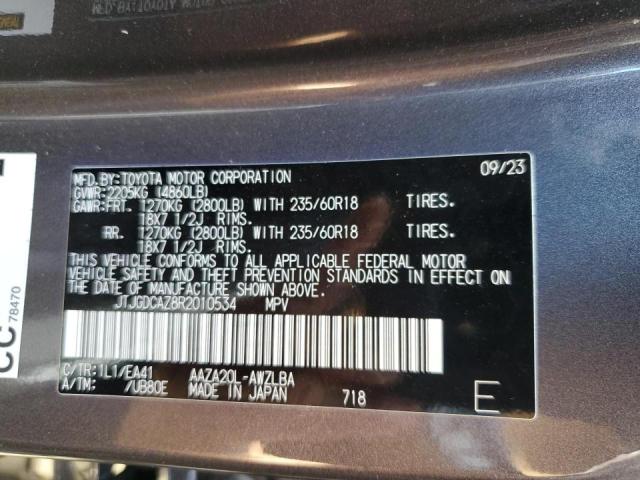 MFD.BY:TOYOTA MOTOR CORPORATION 09/23
GVWR:2205KG (4860LB)
GAWR:FRT. 1270KG (2800LB) WITH 235/60R18 TIRES.
18X7 1/2J RIMS.
RR. 1270KG (2800LB) WITH 235/60R18 TIRES.
18X7 1/2J RIMS.
THIS VEHICLE CONFORMS TO ALL APPLICABLE FEDERAL MOTOR
VEHICLE SAFETY AND THEFT PREVENTION STANDARDS IN EFFECT
ON THE DATE OF MANUFACTURE SHOWN ABOVE.
JTJGDCAZ8R2010534 MPV
C/TR:1L1/EA41 AAZA20L-AWZLBA
A/TM: /UB80E MADE IN JAPAN 718 E
CC 78470